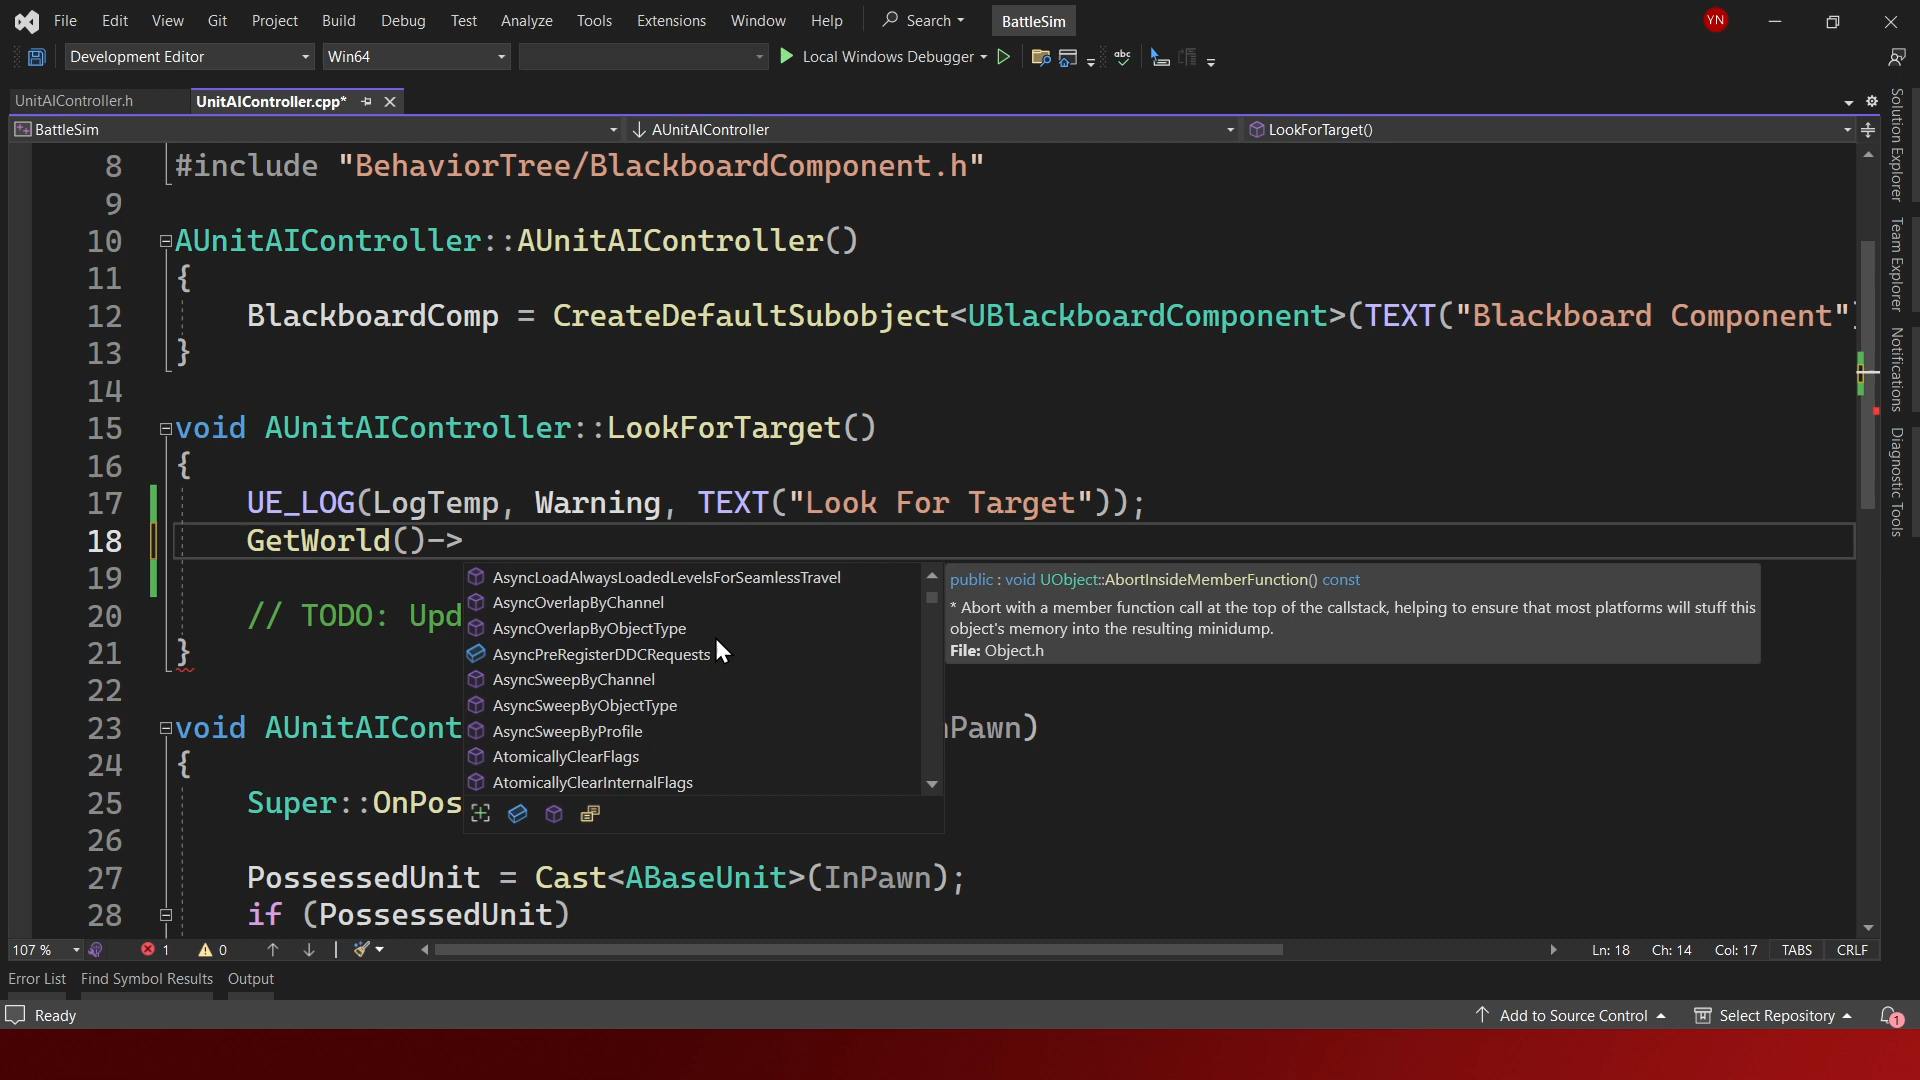 File Edit View Git Project Build Debug Test Analyze Tools Extensions Window Help Search BattleSim YN
Development Editor Win64 Local Windows Debugger abc
UnitAIController.h UnitAIController.cpp*
BattleSim AUnitAIController LookForTarget()
8 #include "BehaviorTree/BlackboardComponent.h"
9
10 AUnitAIController::AUnitAIController()
11 {
12 BlackboardComp = CreateDefaultSubobject<UBlackboardComponent>(TEXT("Blackboard Component"
13 }
14
15 void AUnitAIController::LookForTarget()
16 {
17 UE_LOG(LogTemp, Warning, TEXT("Look For Target"));
18 GetWorld()->
19
20 // TODO: Upd
21 }
22
23 void AUnitAICont nPawn)
24 {
25 Super::OnPos
26
27 PossessedUnit = Cast<ABaseUnit>(InPawn);
28 if (PossessedUnit)
AsyncLoadAlwaysLoadedLevelsForSeamlessTravel
AsyncOverlapByChannel
AsyncOverlapByObjectType
AsyncPreRegisterDDCRequests
AsyncSweepByChannel
AsyncSweepByObjectType
AsyncSweepByProfile
AtomicallyClearFlags
AtomicallyClearInternalFlags
public : void UObject::AbortInsideMemberFunction() const
* Abort with a member function call at the top of the callstack, helping to ensure that most platforms will stuff this
object's memory into the resulting minidump.
File: Object.h
Solution Explorer
Team Explorer
Notifications
Diagnostic Tools
107 % 1 0 Ln: 18 Ch: 14 Col: 17 TABS CRLF
Error List Find Symbol Results Output
Ready Add to Source Control Select Repository 1